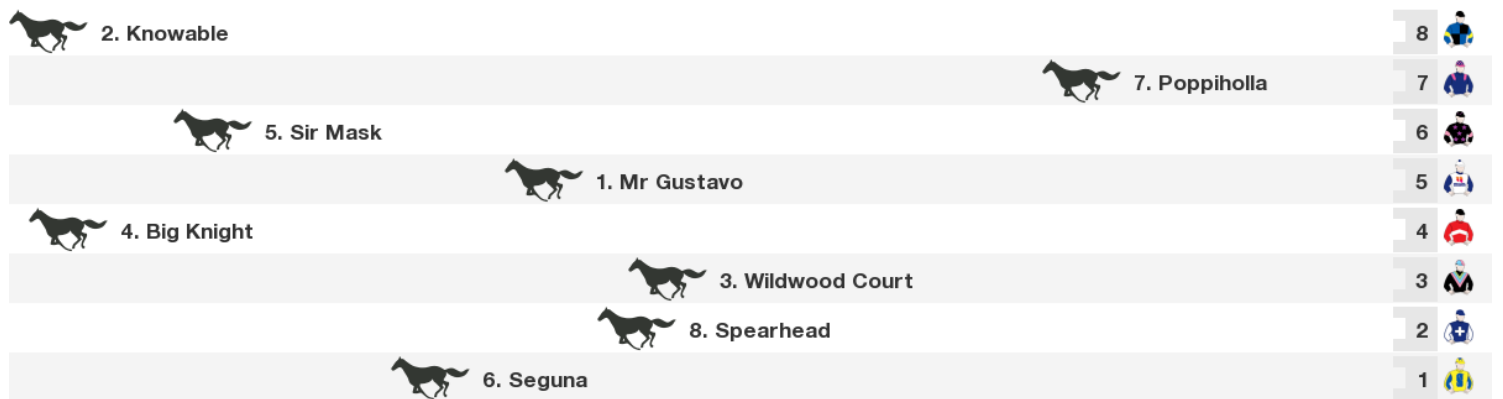 2. Knowable 8
7. Poppiholla 7
5. Sir Mask 6
1. Mr Gustavo 5
4. Big Knight 4
3. Wildwood Court 3
8. Spearhead 2
6. Seguna 1